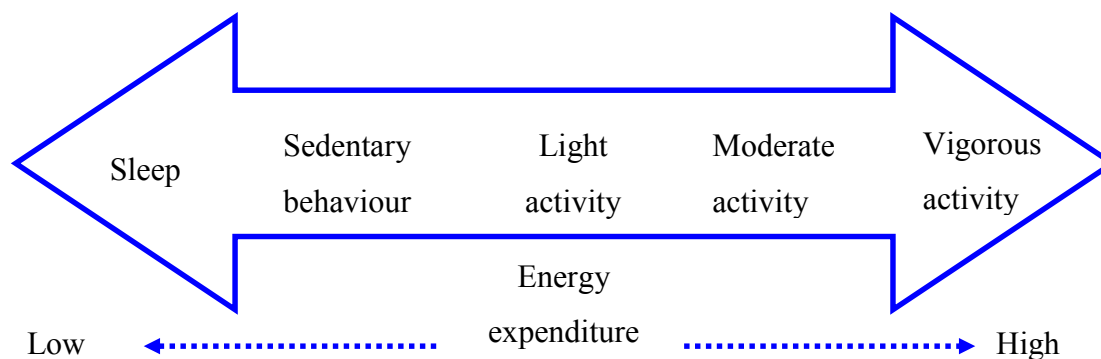 Sleep
Sedentary
behaviour
Light
activity
Moderate
activity
Vigorous
activity
Energy
expenditure
Low
High